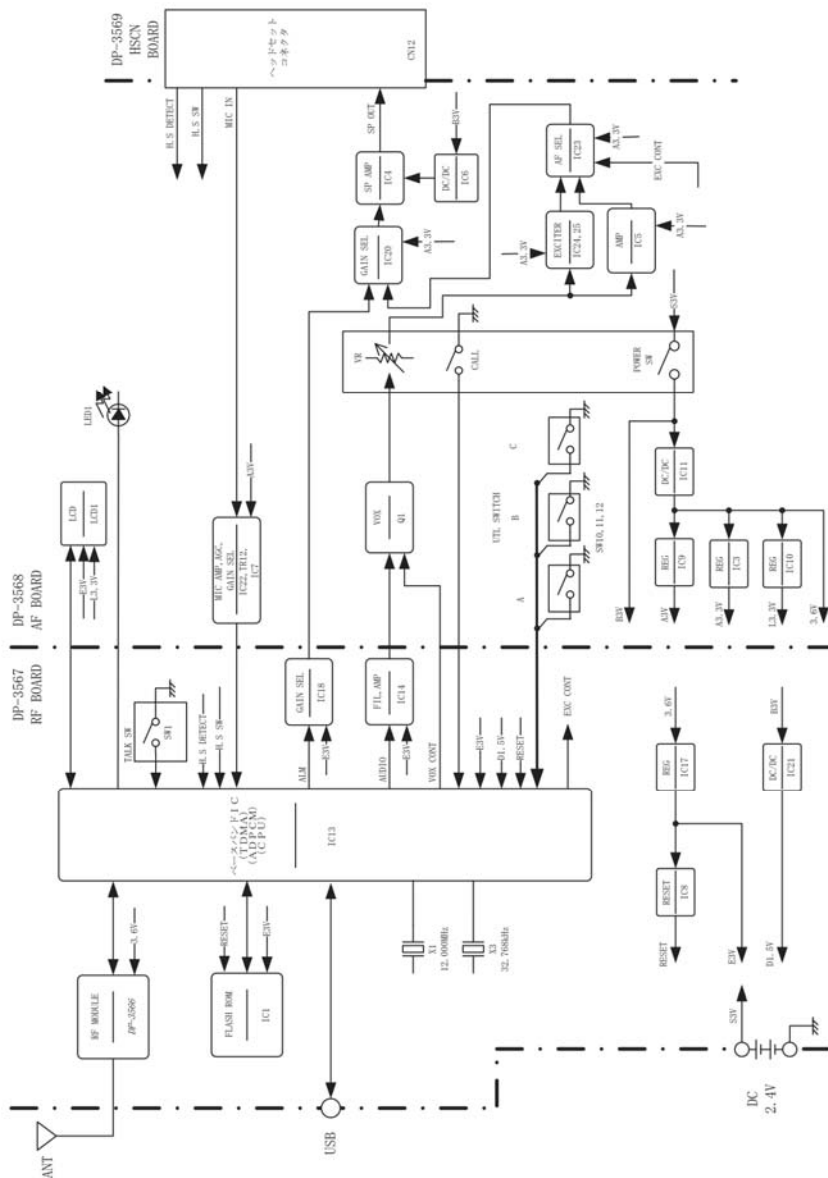 DP-3567
RF BOARD
DP-3568
AF BOARD
DP-3569
HSCN
BOARD
ANT
RF MODULE
DP-3566
3.6V
FLASH ROM
IC1
RESET
E3V
USB
X1
12.000MHz
X3
32.768kHz
ベースバンドIC
(TDMA)
(ADPCM)
(CPU)
IC13
TALK SW
SW1
H.S DETECT
H.S SW
ALM
GAIN SEL
IC18
E3V
AUDIO
FIL,AMP
IC14
E3V
VOX CONT
E3V
D1.5V
RESET
EXC CONT
LCD
LCD1
E3V
L3.3V
LED1
MIC AMP,AGC,
GAIN SEL
IC22,TR12,
IC7
A3V
VOX
Q1
UTL SWITCH
A
B
C
SW10,11,12
VR
CALL
POWER
SW
S3V
H.S DETECT
H.S SW
MIC IN
ヘッドセット
コネクタ
CN12
SP OUT
SP AMP
IC4
GAIN SEL
IC20
A3.3V
DC/DC
IC6
B3V
AF SEL
IC23
A3.3V
EXC CONT
EXCITER
IC24,25
A3.3V
AMP
IC5
A3.3V
B3V
DC/DC
IC11
REG
IC9
A3V
REG
IC3
A3.3V
REG
IC10
L3.3V
3.6V
3.6V
REG
IC17
RESET
IC8
RESET
E3V
B3V
DC/DC
IC21
D1.5V
S3V
DC
2.4V